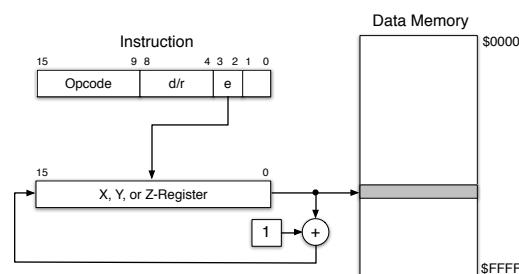 Data Memory
Instruction
$0000
15 9 8 4 3 2 1 0
Opcode d/r e
15 0
X, Y, or Z-Register
1 +
$FFFF